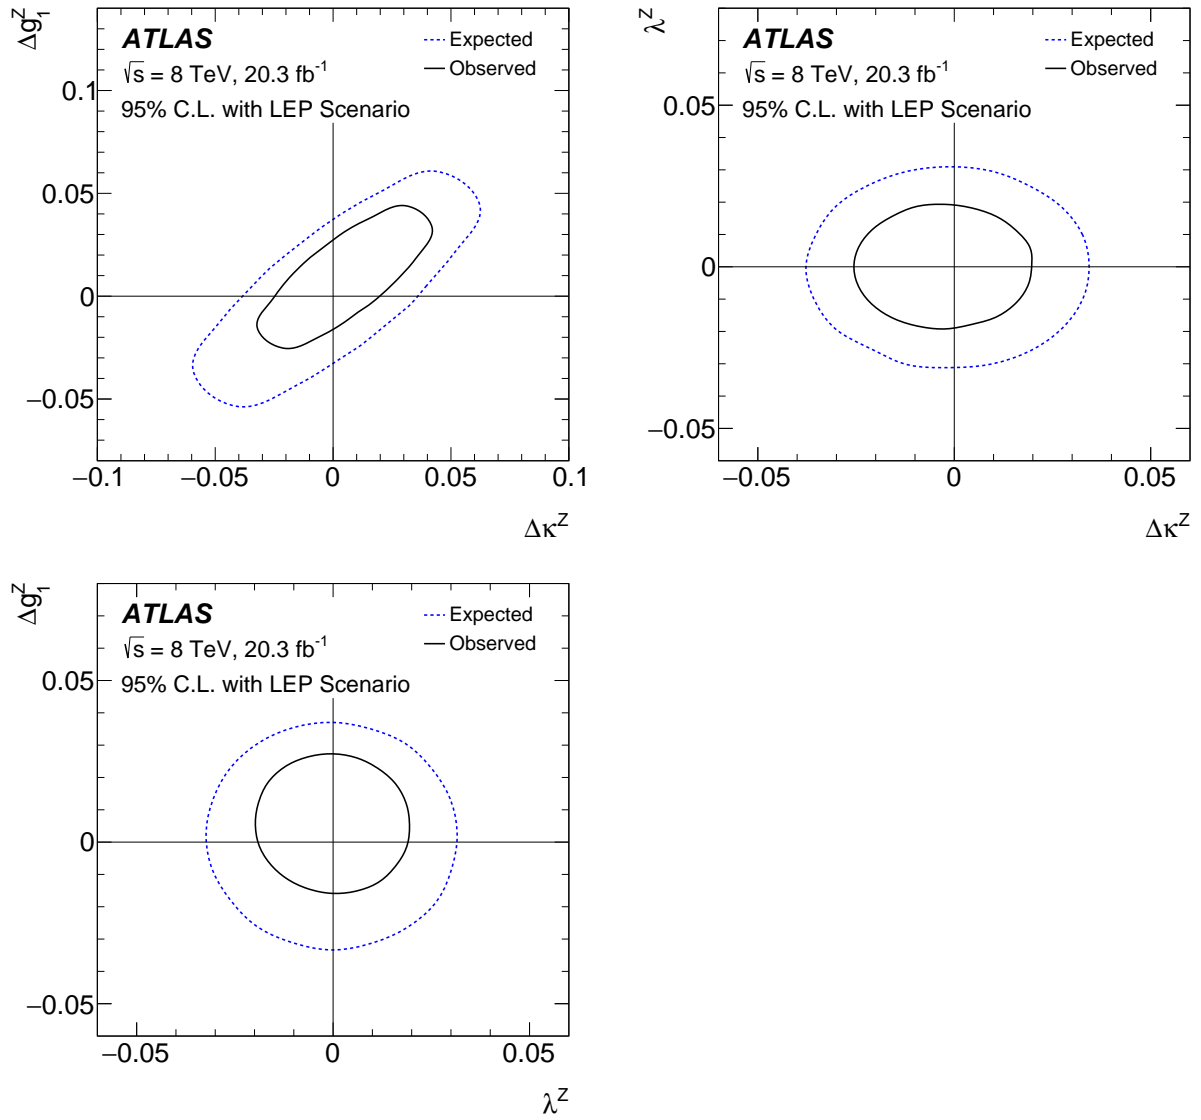 Δg₁ᶻ
ATLAS
√s = 8 TeV, 20.3 fb⁻¹
95% C.L. with LEP Scenario
Expected
Observed
0.1
0.05
0
−0.05
−0.1 −0.05 0 0.05 0.1
Δκᶻ
λᶻ
ATLAS
√s = 8 TeV, 20.3 fb⁻¹
95% C.L. with LEP Scenario
Expected
Observed
0.05
0
−0.05
−0.05 0 0.05
Δκᶻ
Δg₁ᶻ
ATLAS
√s = 8 TeV, 20.3 fb⁻¹
95% C.L. with LEP Scenario
Expected
Observed
0.05
0
−0.05
−0.05 0 0.05
λᶻ